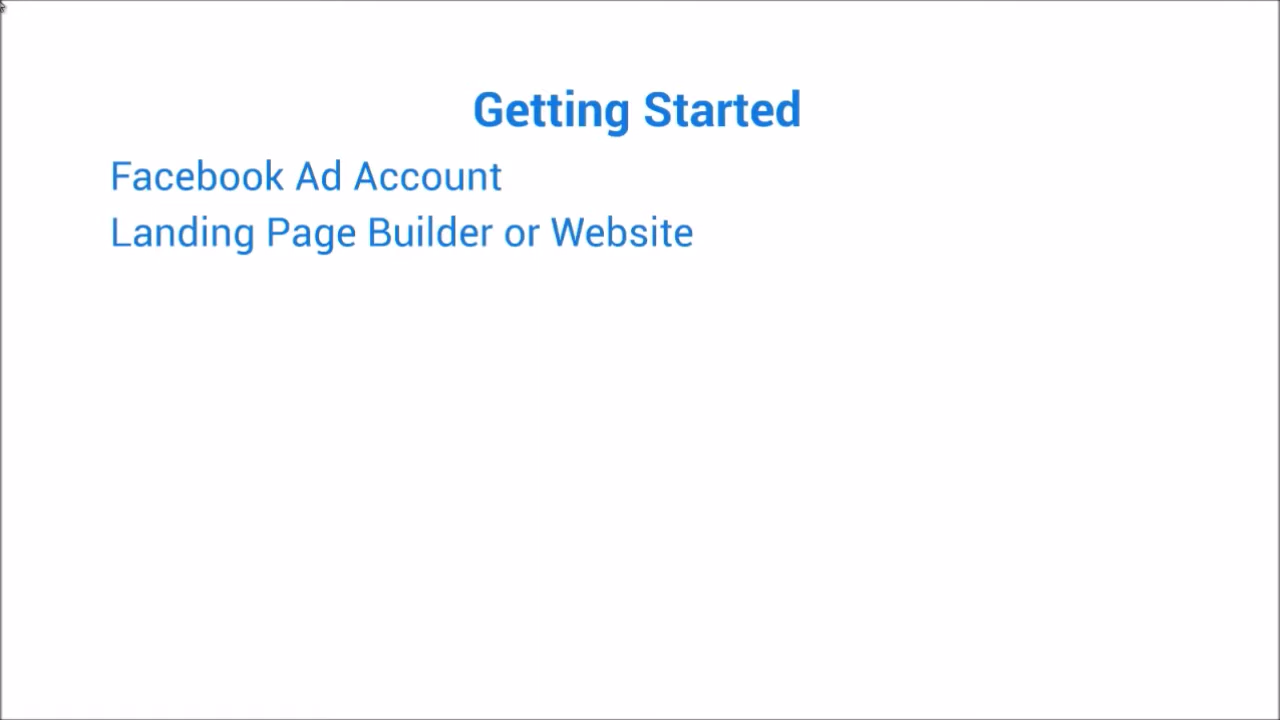 Getting Started
Facebook Ad Account
Landing Page Builder or Website